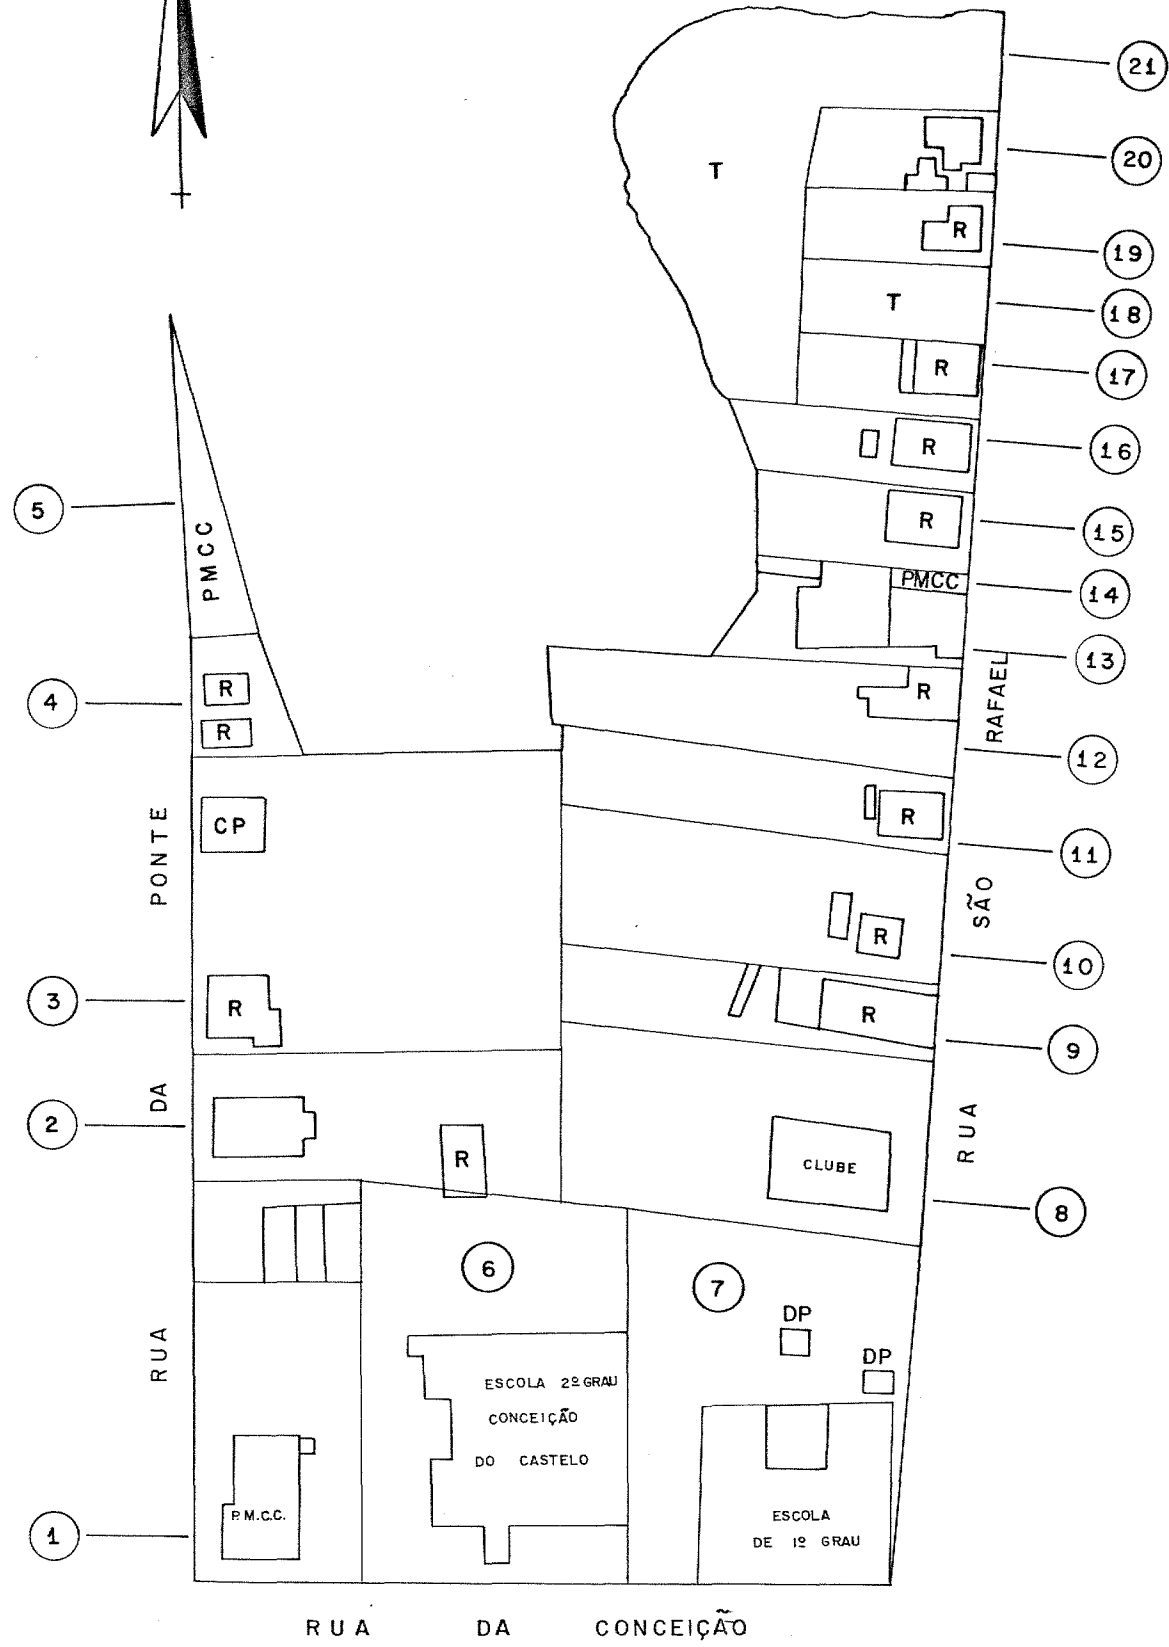 21
T
20
R
19
T
18
R
17
R
16
R
15
PMCC
14
13
RAFAEL
R
12
R
11
SÃO
R
10
R
9
RUA
CLUBE
8
5
PMCC
4
R
R
PONTE
CP
3
R
DA
2
R
RUA
6
7
DP
DP
ESCOLA 2º GRAU
CONCEIÇÃO
DO CASTELO
1
P.M.C.C.
ESCOLA
DE 1º GRAU
RUA DA CONCEIÇÃO